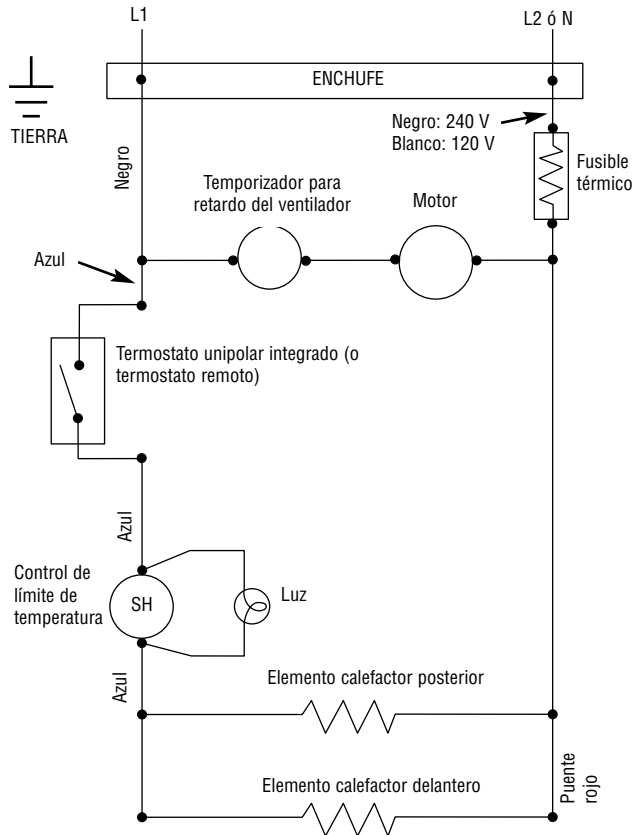 L1
L2 ó N
ENCHUFE
TIERRA
Negro: 240 V
Blanco: 120 V
Fusible
térmico
Negro
Temporizador para
retardo del ventilador
Motor
Azul
Termostato unipolar integrado (o
termostato remoto)
Azul
Control de
límite de
temperatura
SH
Luz
Azul
Elemento calefactor posterior
Elemento calefactor delantero
Puente
rojo